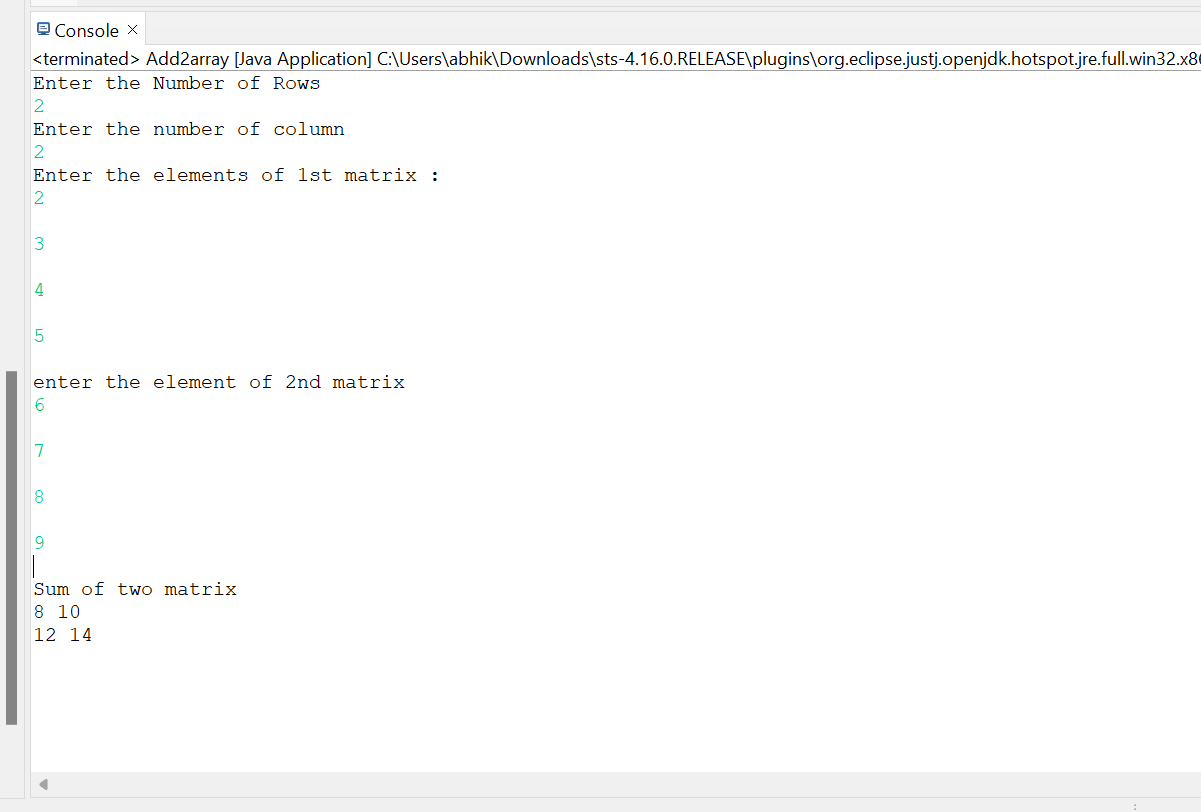 Console
<terminated> Add2array [Java Application] C:\Users\abhik\Downloads\sts-4.16.0.RELEASE\plugins\org.eclipse.justj.openjdk.hotspot.jre.full.win32.x86
Enter the Number of Rows
2
Enter the number of column
2
Enter the elements of 1st matrix :
2
3
4
5
enter the element of 2nd matrix
6
7
8
9
Sum of two matrix
8 10
12 14